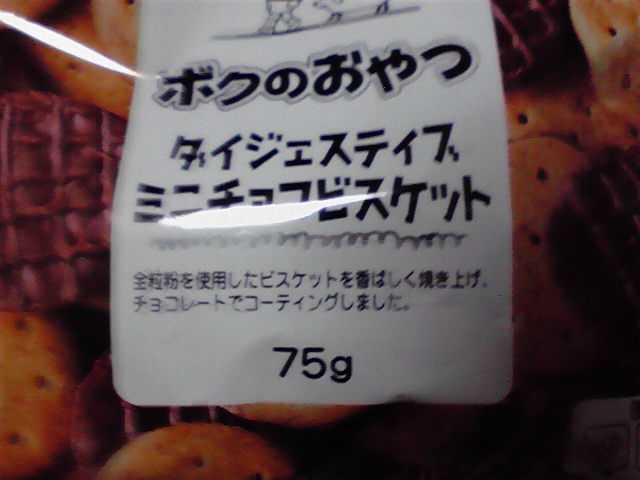 ボクのおやつ
ダイジェスティブ
ミニチョコビスケット
全粒粉を使用したビスケットを香ばしく焼き上げ、
チョコレートでコーティングしました。
75g